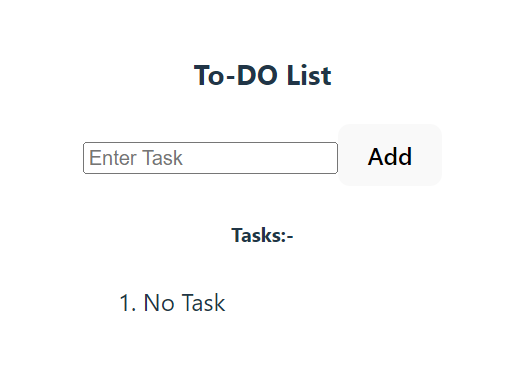 To-DO List
Enter Task Add
Tasks:-
1. No Task